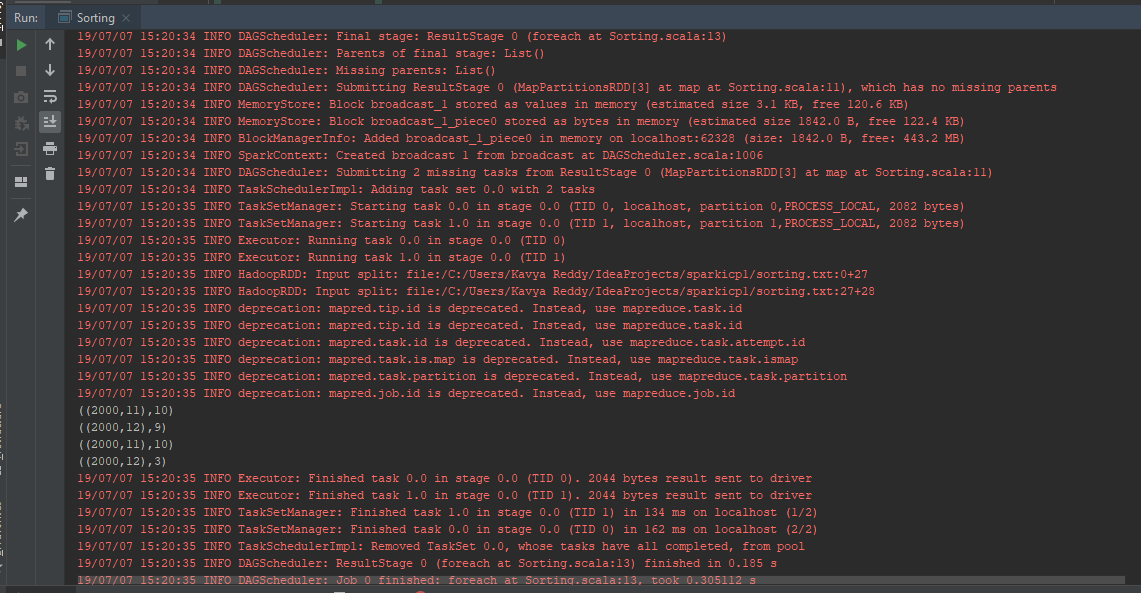 Run: Sorting
19/07/07 15:20:34 INFO DAGScheduler: Final stage: ResultStage 0 (foreach at Sorting.scala:13)
19/07/07 15:20:34 INFO DAGScheduler: Parents of final stage: List()
19/07/07 15:20:34 INFO DAGScheduler: Missing parents: List()
19/07/07 15:20:34 INFO DAGScheduler: Submitting ResultStage 0 (MapPartitionsRDD[3] at map at Sorting.scala:11), which has no missing parents
19/07/07 15:20:34 INFO MemoryStore: Block broadcast_1 stored as values in memory (estimated size 3.1 KB, free 120.6 KB)
19/07/07 15:20:34 INFO MemoryStore: Block broadcast_1_piece0 stored as bytes in memory (estimated size 1842.0 B, free 122.4 KB)
19/07/07 15:20:34 INFO BlockManagerInfo: Added broadcast_1_piece0 in memory on localhost:62328 (size: 1842.0 B, free: 443.2 MB)
19/07/07 15:20:34 INFO SparkContext: Created broadcast 1 from broadcast at DAGScheduler.scala:1006
19/07/07 15:20:34 INFO DAGScheduler: Submitting 2 missing tasks from ResultStage 0 (MapPartitionsRDD[3] at map at Sorting.scala:11)
19/07/07 15:20:34 INFO TaskSchedulerImpl: Adding task set 0.0 with 2 tasks
19/07/07 15:20:35 INFO TaskSetManager: Starting task 0.0 in stage 0.0 (TID 0, localhost, partition 0,PROCESS_LOCAL, 2082 bytes)
19/07/07 15:20:35 INFO TaskSetManager: Starting task 1.0 in stage 0.0 (TID 1, localhost, partition 1,PROCESS_LOCAL, 2082 bytes)
19/07/07 15:20:35 INFO Executor: Running task 0.0 in stage 0.0 (TID 0)
19/07/07 15:20:35 INFO Executor: Running task 1.0 in stage 0.0 (TID 1)
19/07/07 15:20:35 INFO HadoopRDD: Input split: file:/C:/Users/Kavya Reddy/IdeaProjects/sparkicp1/sorting.txt:0+27
19/07/07 15:20:35 INFO HadoopRDD: Input split: file:/C:/Users/Kavya Reddy/IdeaProjects/sparkicp1/sorting.txt:27+28
19/07/07 15:20:35 INFO deprecation: mapred.tip.id is deprecated. Instead, use mapreduce.task.id
19/07/07 15:20:35 INFO deprecation: mapred.tip.id is deprecated. Instead, use mapreduce.task.id
19/07/07 15:20:35 INFO deprecation: mapred.task.id is deprecated. Instead, use mapreduce.task.attempt.id
19/07/07 15:20:35 INFO deprecation: mapred.task.is.map is deprecated. Instead, use mapreduce.task.ismap
19/07/07 15:20:35 INFO deprecation: mapred.task.partition is deprecated. Instead, use mapreduce.task.partition
19/07/07 15:20:35 INFO deprecation: mapred.job.id is deprecated. Instead, use mapreduce.job.id
((2000,11),10)
((2000,12),9)
((2000,11),10)
((2000,12),3)
19/07/07 15:20:35 INFO Executor: Finished task 0.0 in stage 0.0 (TID 0). 2044 bytes result sent to driver
19/07/07 15:20:35 INFO Executor: Finished task 1.0 in stage 0.0 (TID 1). 2044 bytes result sent to driver
19/07/07 15:20:35 INFO TaskSetManager: Finished task 1.0 in stage 0.0 (TID 1) in 134 ms on localhost (1/2)
19/07/07 15:20:35 INFO TaskSetManager: Finished task 0.0 in stage 0.0 (TID 0) in 162 ms on localhost (2/2)
19/07/07 15:20:35 INFO TaskSchedulerImpl: Removed TaskSet 0.0, whose tasks have all completed, from pool
19/07/07 15:20:35 INFO DAGScheduler: ResultStage 0 (foreach at Sorting.scala:13) finished in 0.185 s
19/07/07 15:20:35 INFO DAGScheduler: Job 0 finished: foreach at Sorting.scala:13, took 0.305112 s